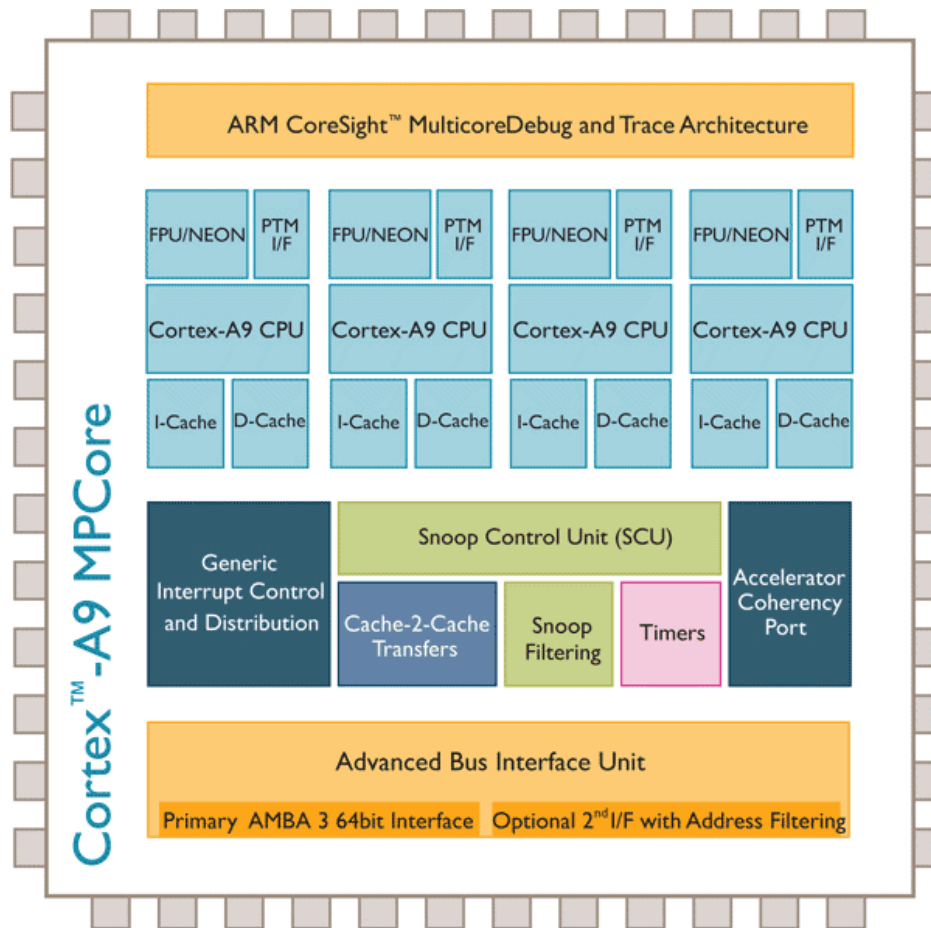 ARM CoreSight™ MulticoreDebug and Trace Architecture
FPU/NEON
PTM
I/F
FPU/NEON
PTM
I/F
FPU/NEON
PTM
I/F
FPU/NEON
PTM
I/F
Cortex-A9 CPU
Cortex-A9 CPU
Cortex-A9 CPU
Cortex-A9 CPU
I-Cache
D-Cache
I-Cache
D-Cache
I-Cache
D-Cache
I-Cache
D-Cache
Cortex™-A9 MPCore
Generic
Interrupt Control
and Distribution
Snoop Control Unit (SCU)
Cache-2-Cache
Transfers
Snoop
Filtering
Timers
Accelerator
Coherency
Port
Advanced Bus Interface Unit
Primary AMBA 3 64bit Interface
Optional 2nd I/F with Address Filtering